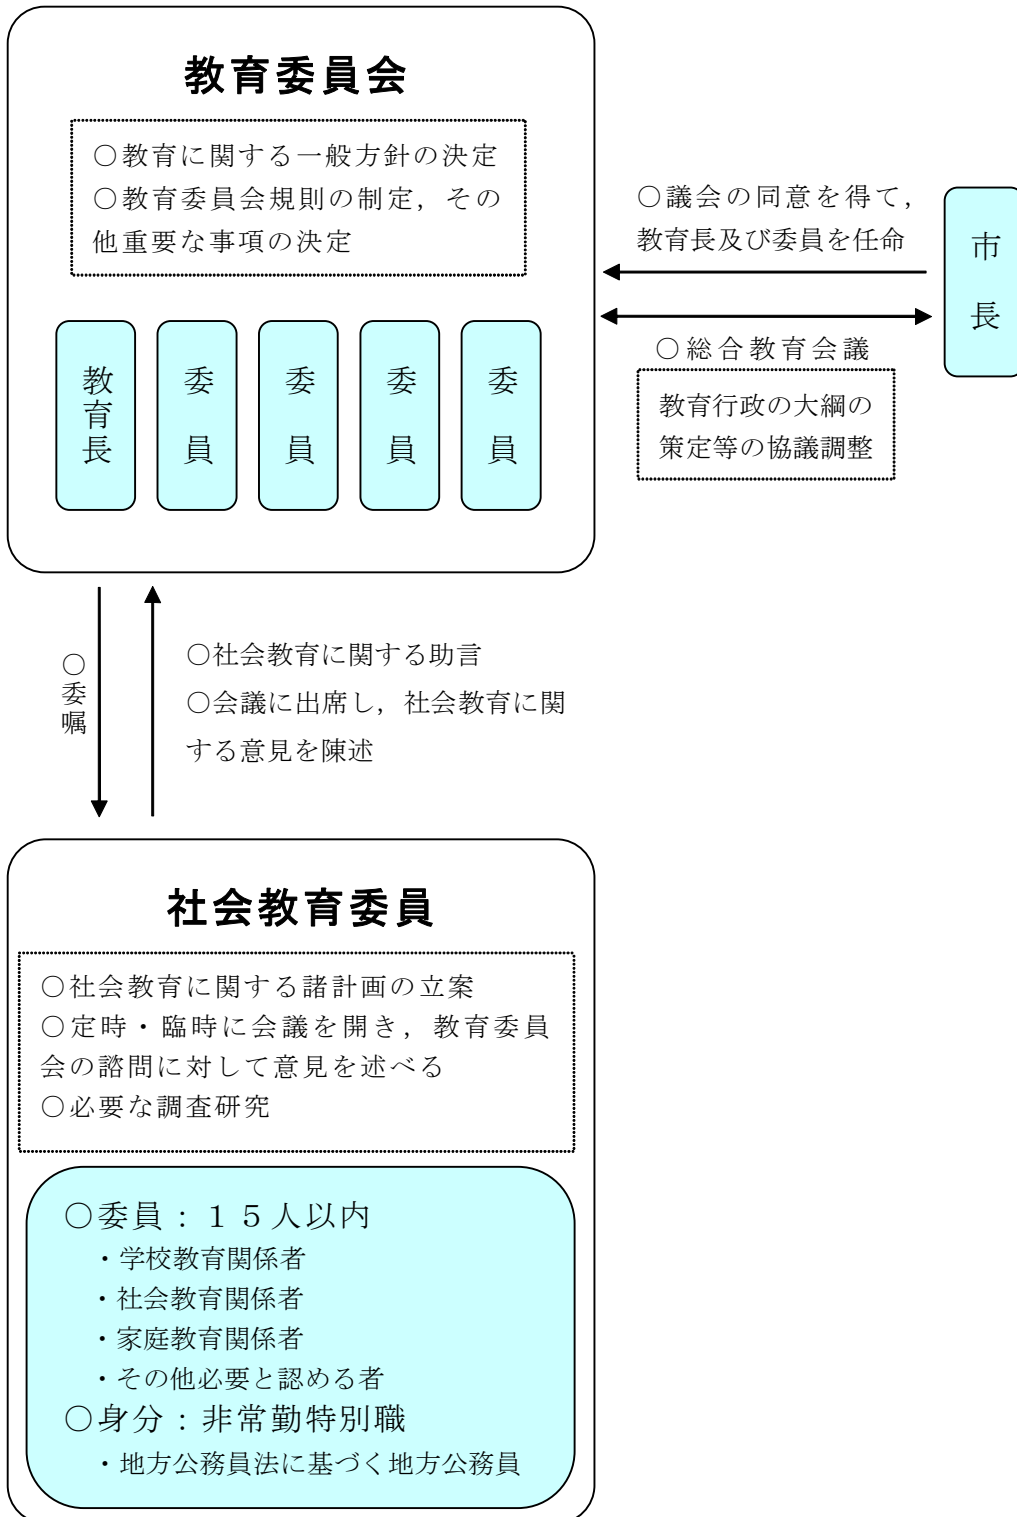 教育委員会
○教育に関する一般方針の決定
○教育委員会規則の制定，その
他重要な事項の決定
教育長
委員
委員
委員
委員
○議会の同意を得て，
教育長及び委員を任命
市長
○総合教育会議
教育行政の大綱の
策定等の協議調整
○委嘱
○社会教育に関する助言
○会議に出席し，社会教育に関
する意見を陳述
社会教育委員
○社会教育に関する諸計画の立案
○定時・臨時に会議を開き，教育委員
会の諮問に対して意見を述べる
○必要な調査研究
○委員：１５人以内
・学校教育関係者
・社会教育関係者
・家庭教育関係者
・その他必要と認める者
○身分：非常勤特別職
・地方公務員法に基づく地方公務員